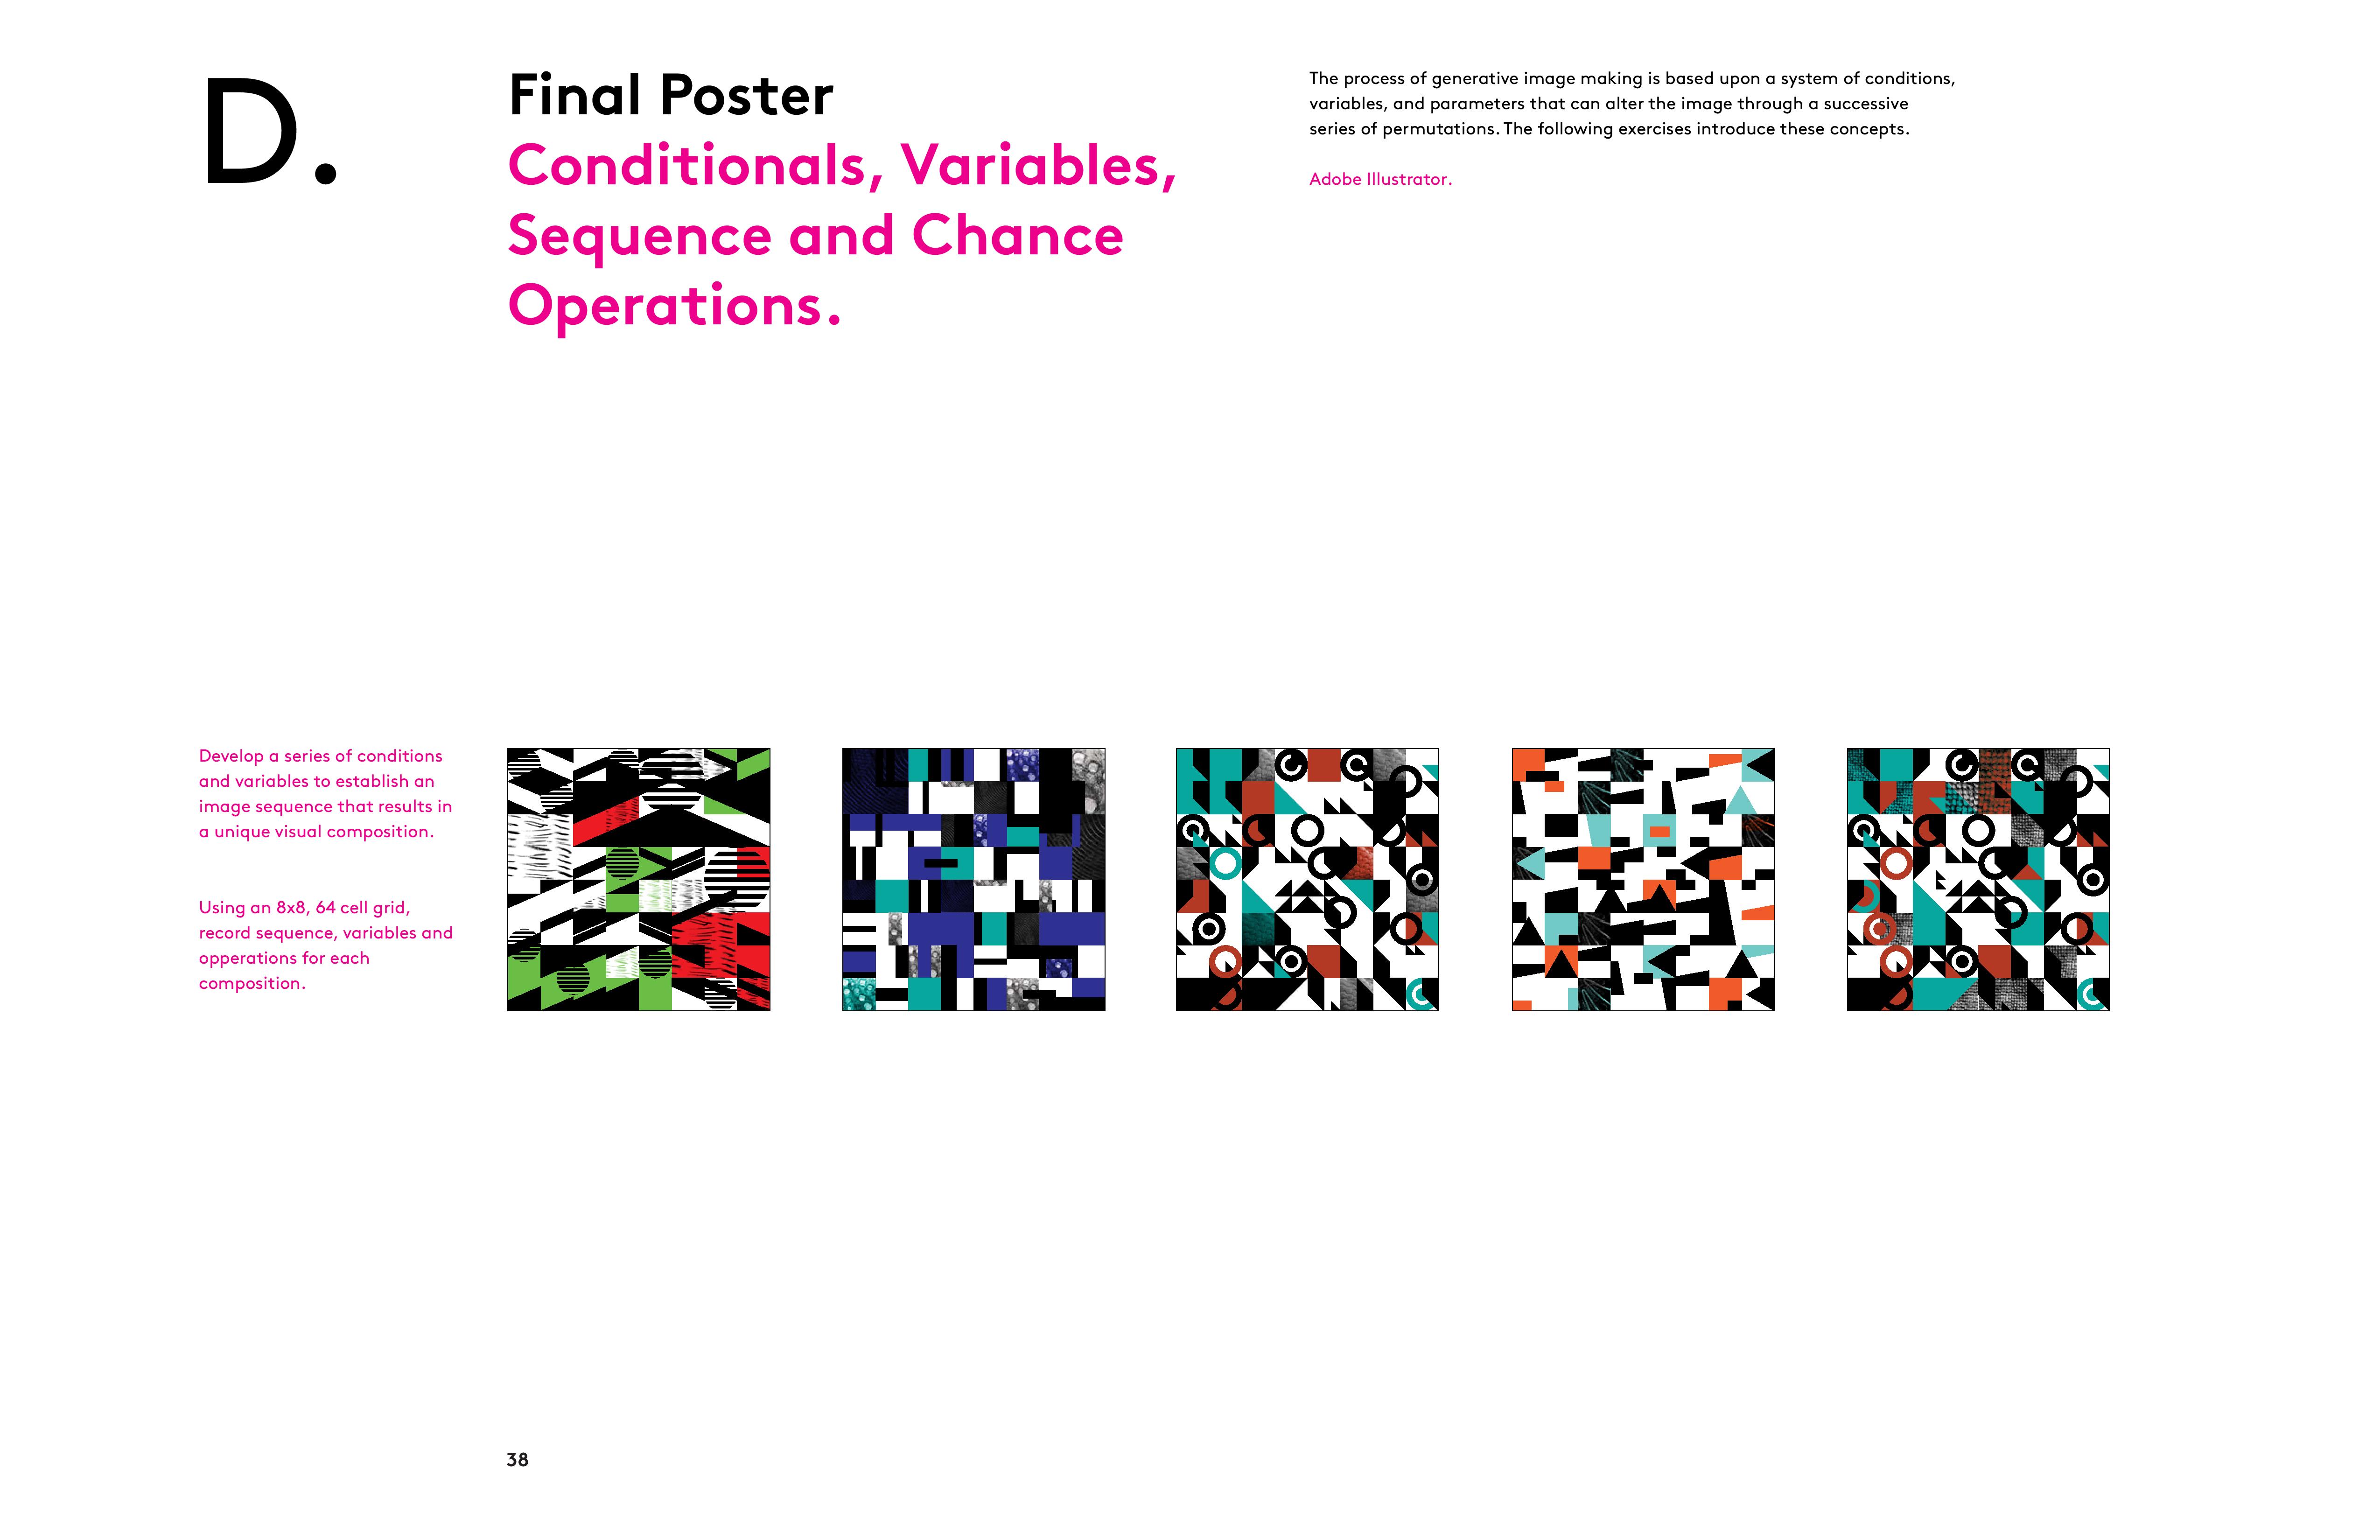 D.
Final Poster
Conditionals, Variables,
Sequence and Chance
Operations.
The process of generative image making is based upon a system of conditions,
variables, and parameters that can alter the image through a successive
series of permutations. The following exercises introduce these concepts.
Adobe Illustrator.
Develop a series of conditions
and variables to establish an
image sequence that results in
a unique visual composition.
Using an 8x8, 64 cell grid,
record sequence, variables and
opperations for each
composition.
38